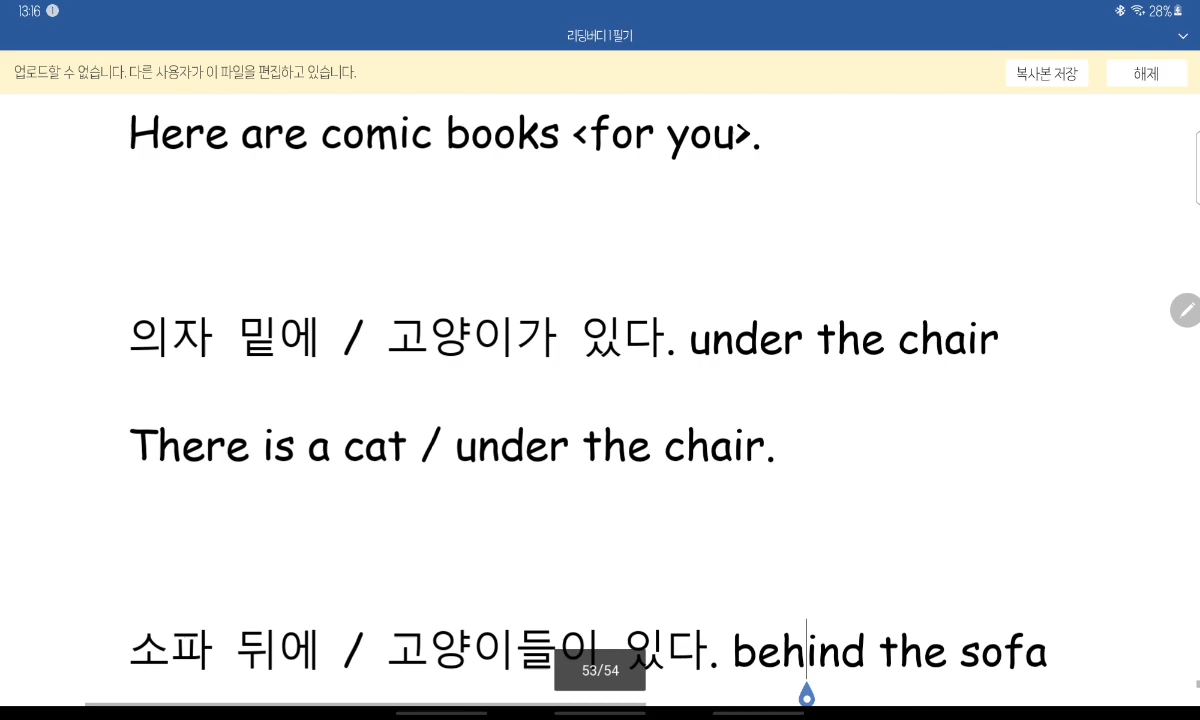 13:16
28%
리딩버디1필기
업로드할 수 없습니다. 다른 사용자가 이 파일을 편집하고 있습니다.
복사본 저장
해제
Here are comic books <for you>.
의자 밑에 / 고양이가 있다. under the chair
There is a cat / under the chair.
소파 뒤에 / 고양이들이 있다. behind the sofa
53/54